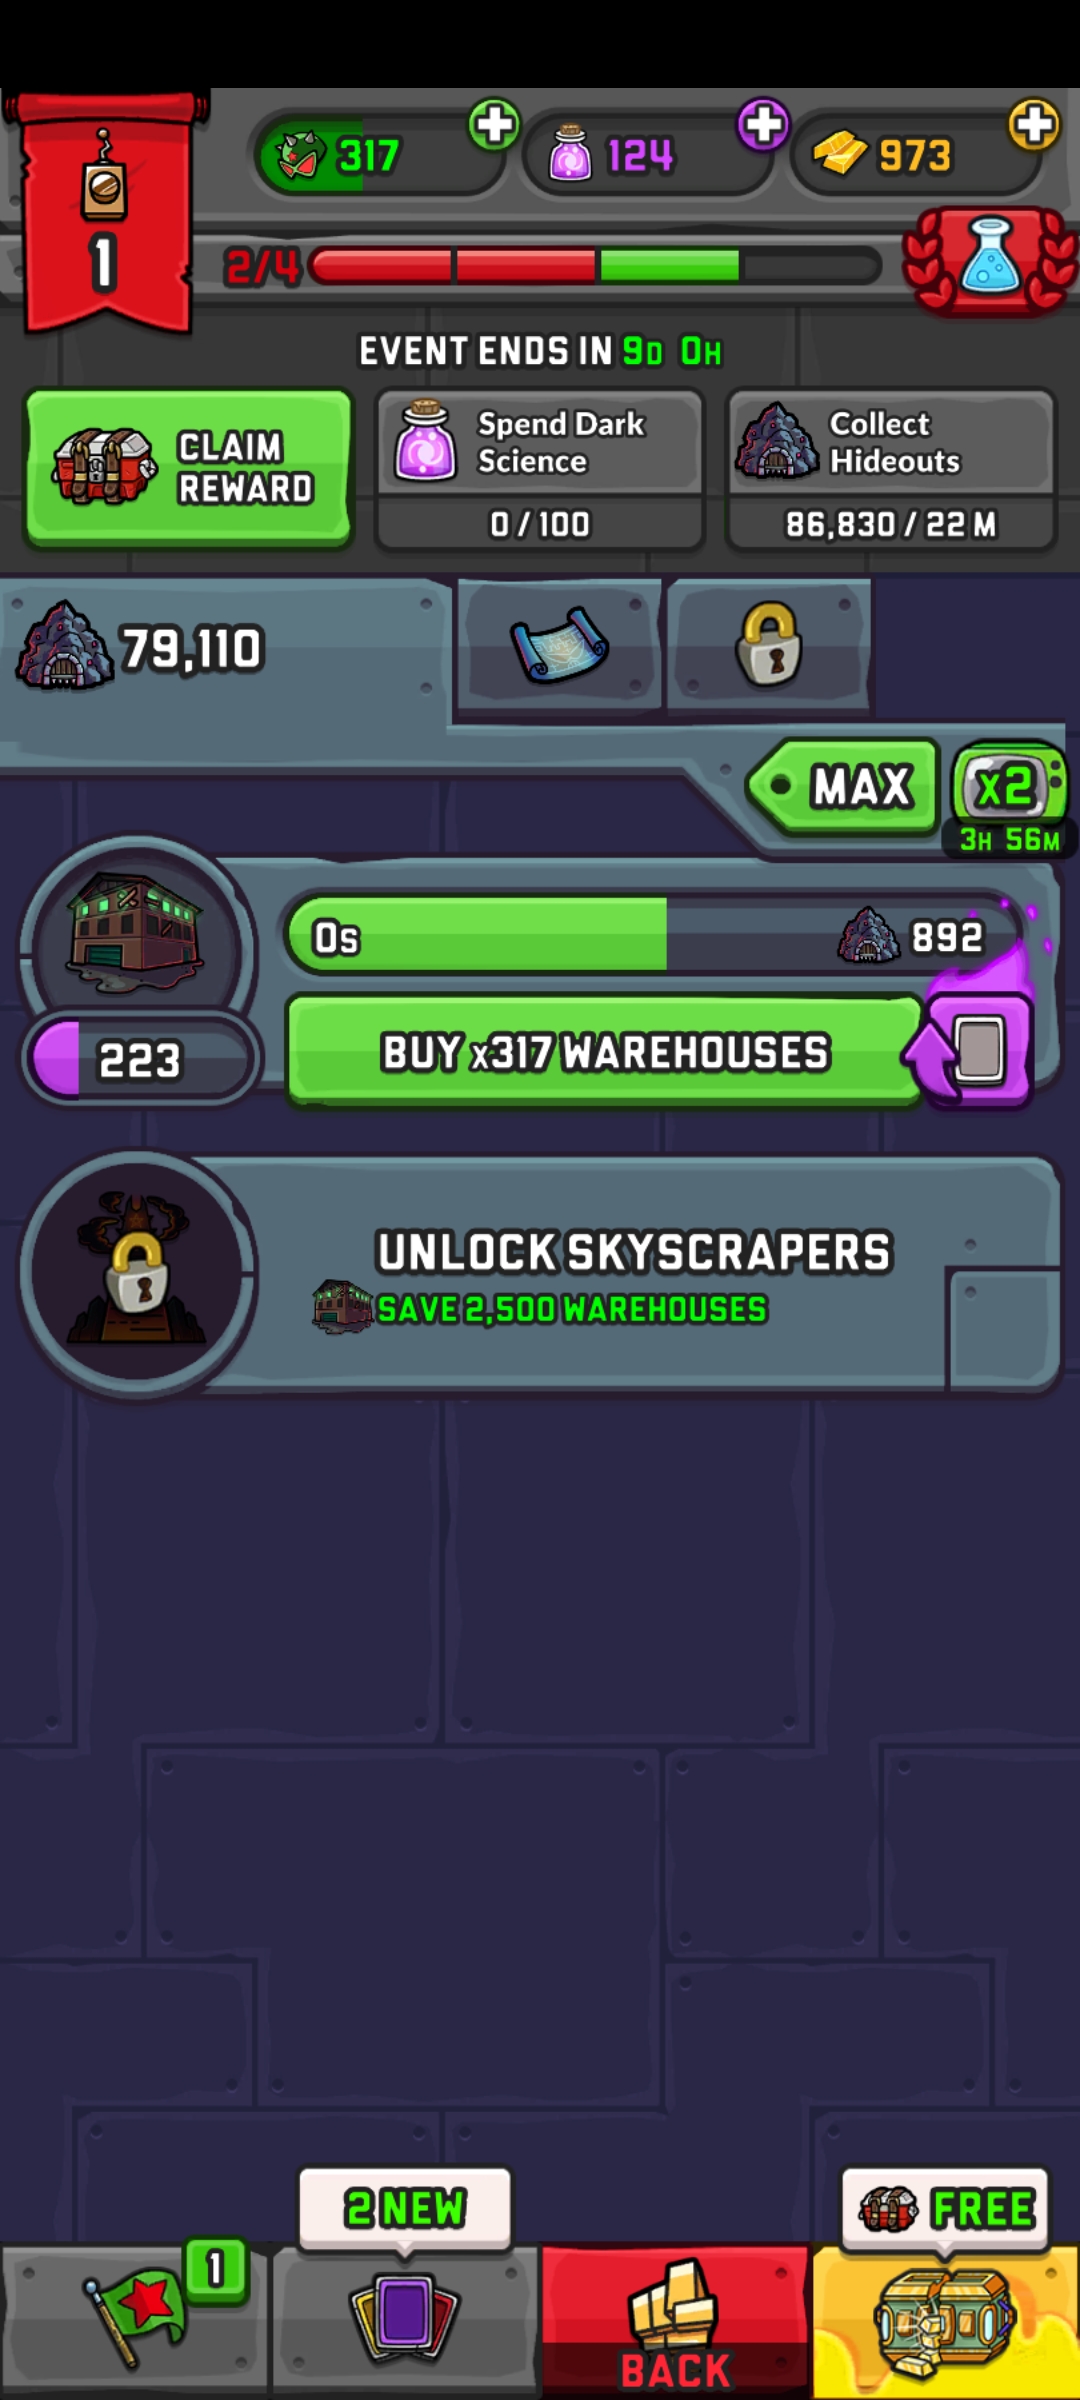 317
124
973
1
2/4
EVENT ENDS IN 9D 0H
CLAIM
REWARD
Spend Dark
Science
0 / 100
Collect
Hideouts
86,830 / 22 M
79,110
MAX
x2
3H 56M
0s
892
223
BUY x317 WAREHOUSES
UNLOCK SKYSCRAPERS
SAVE 2,500 WAREHOUSES
2 NEW
FREE
1
BACK